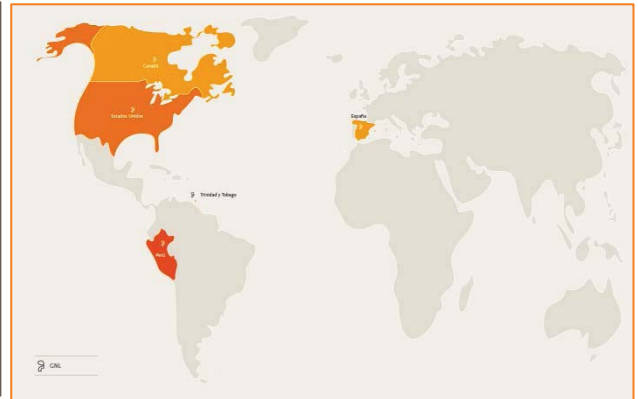 Canadá
Estados Unidos
España
Trinidad y Tobago
Perú
GNL